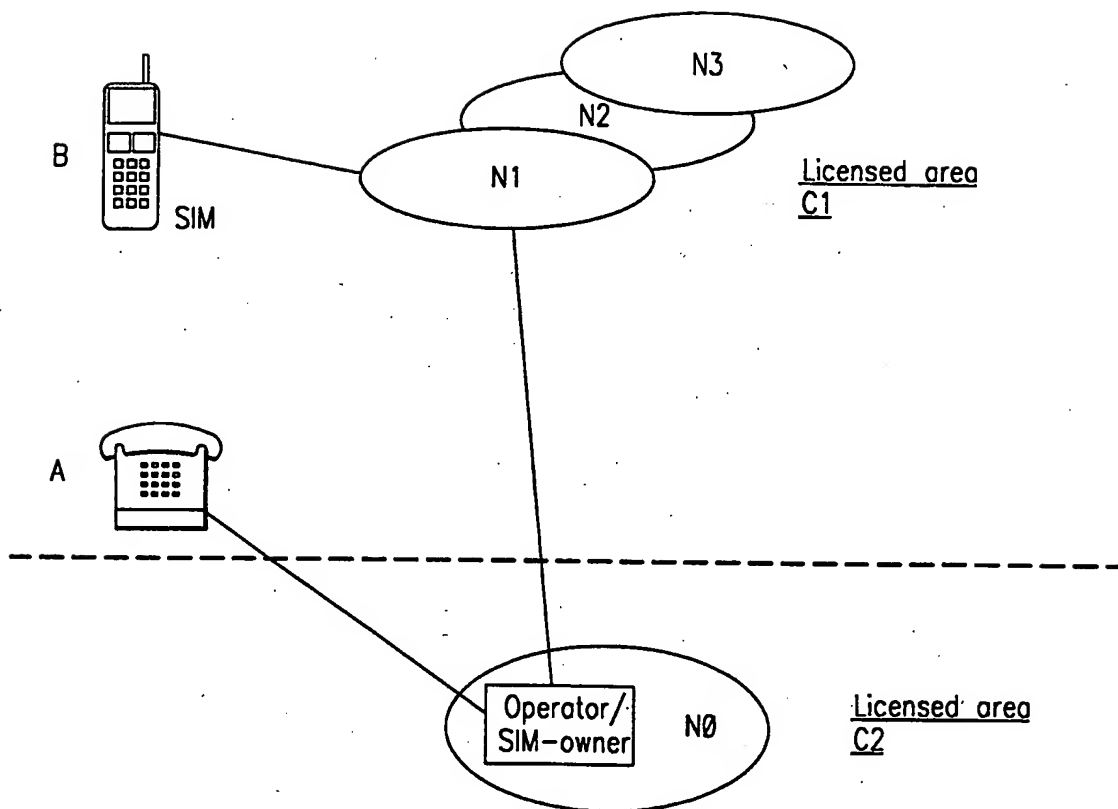 N3
N2
B
N1
Licensed area
C1
SIM
A
Operator/
SIM-owner
NØ
Licensed area
C2